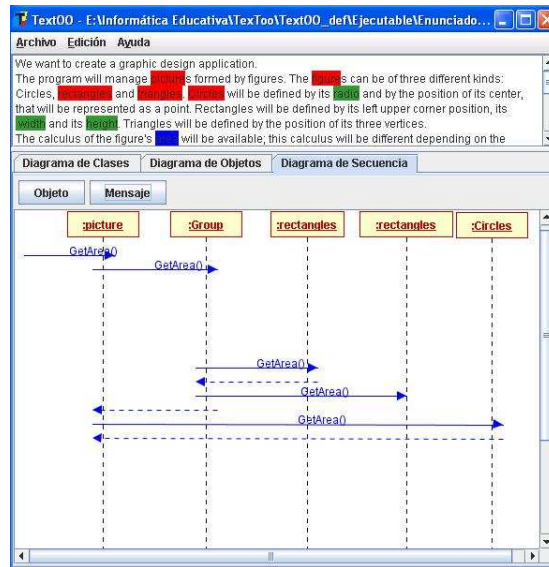 TextOO - E:\Informática Educativa\TexToo\TextOO_def\Ejecutable\Enunciado...
Archivo Edición Ayuda
We want to create a graphic design application.
The program will manage pictures formed by figures. The figures can be of three different kinds:
Circles, rectangles and triangles. Circles will be defined by its radio and by the position of its center,
that will be represented as a point. Rectangles will be defined by its left upper corner position, its
width and its height. Triangles will be defined by the position of its three vertices.
The calculus of the figure's area will be available; this calculus will be different depending on the
Diagrama de Clases Diagrama de Objetos Diagrama de Secuencia
Objeto Mensaje
:picture :Group :rectangles :rectangles :Circles
GetArea()
GetArea()
GetArea()
GetArea()
GetArea()